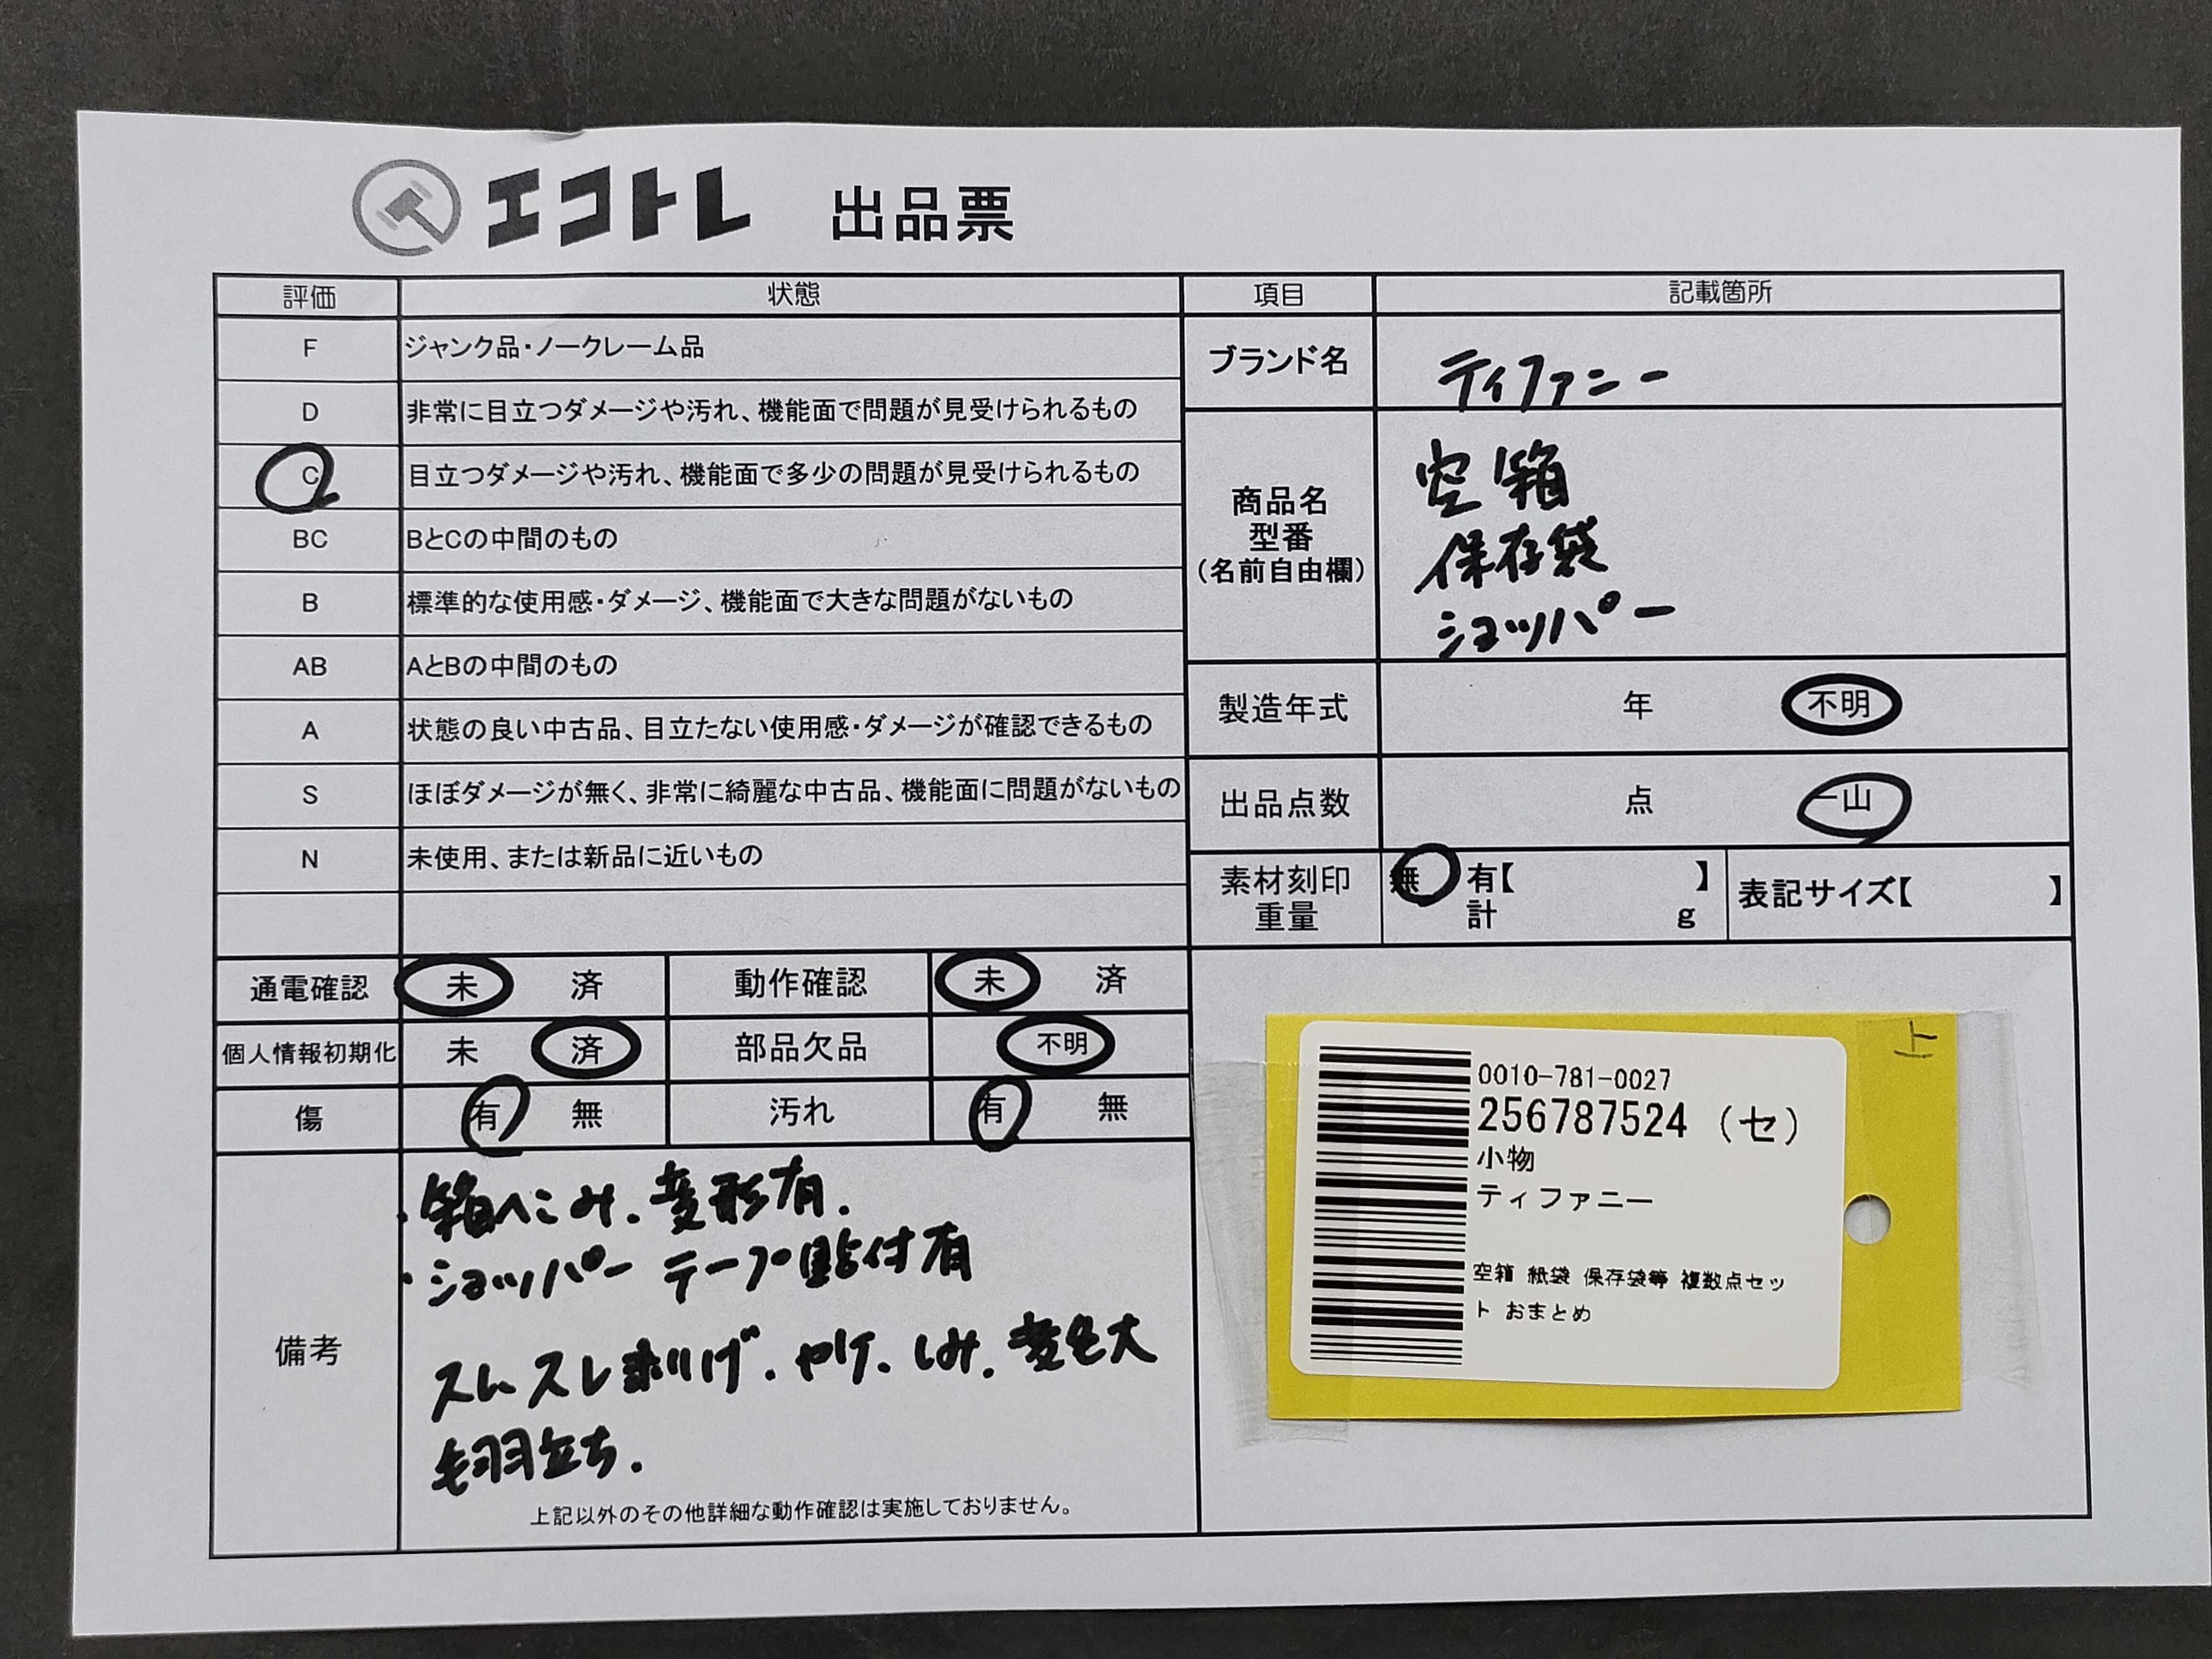 エコトレ 出品票
評価 状態
F ジャンク品・ノークレーム品
D 非常に目立つダメージや汚れ、機能面で問題が見受けられるもの
C 目立つダメージや汚れ、機能面で多少の問題が見受けられるもの
BC BとCの中間のもの
B 標準的な使用感・ダメージ、機能面で大きな問題がないもの
AB AとBの中間のもの
A 状態の良い中古品、目立たない使用感・ダメージが確認できるもの
S ほぼダメージが無く、非常に綺麗な中古品、機能面に問題がないもの
N 未使用、または新品に近いもの
通電確認 未 済 動作確認 未 済
個人情報初期化 未 済 部品欠品 不明
傷 有 無 汚れ 有 無
備考
・箱へこみ.変形有.
・ショッパー テープ貼付有
スレ スレ剥げ.ヤケ.しみ.変色大
毛羽立ち.
上記以外のその他詳細な動作確認は実施しておりません。
項目 記載箇所
ブランド名 ティファニー
商品名
型番
(名前自由欄)
空箱
保存袋
ショッパー
製造年式 年 不明
出品点数 点 一山
素材刻印 無 有【 】 表記サイズ【 】
重量 計 g
上
0010-781-0027
256787524 (セ)
小物
ティファニー
空箱 紙袋 保存袋等 複数点セッ
ト おまとめ